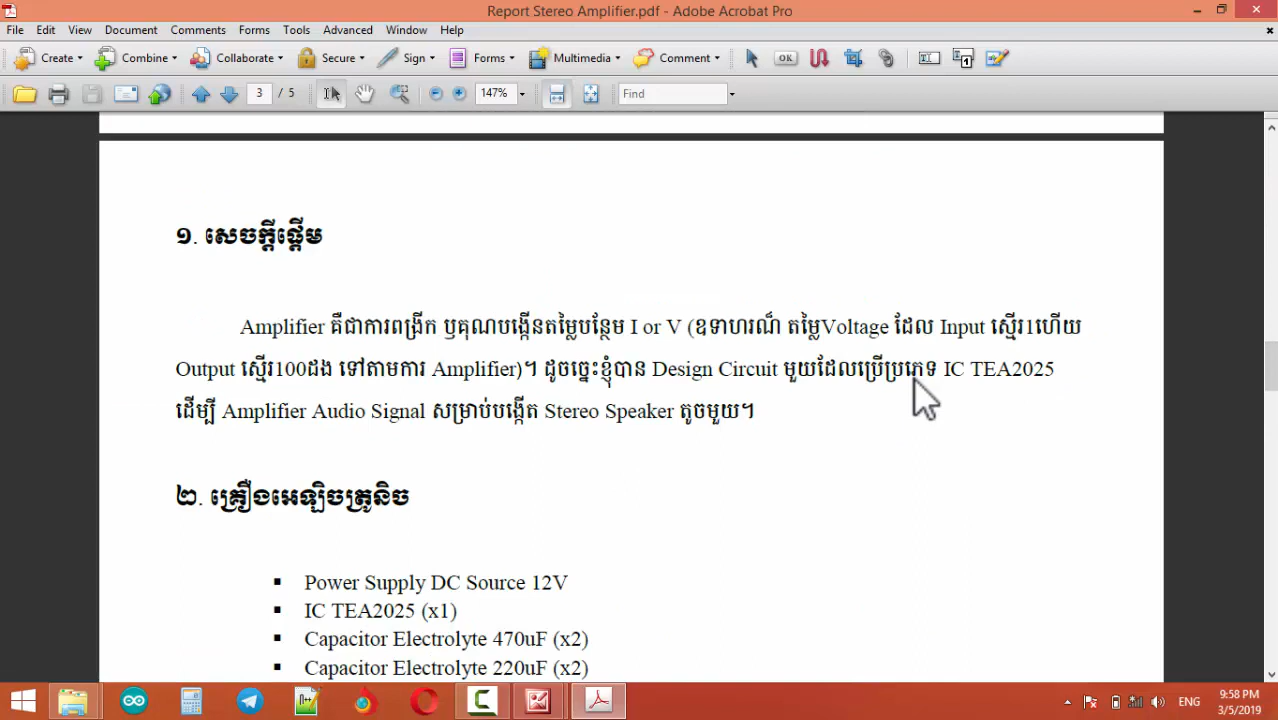 Report Stereo Amplifier.pdf - Adobe Acrobat Pro
File Edit View Document Comments Forms Tools Advanced Window Help
Create Combine Collaborate Secure Sign Forms Multimedia Comment OK
3 / 5 147% Find
១. សេចក្តីផ្តើម
Amplifier គឺជាការពង្រីក ឬគុណបង្កើនតម្លៃបន្ថែម I or V (ឧទាហរណ៏ តម្លៃVoltage ដែល Input ស្មើរ1ហើយ
Output ស្មើរ100ដង ទៅតាមការ Amplifier)។ ដូចច្នេះខ្ញុំបាន Design Circuit មួយដែលប្រើប្រភេទ IC TEA2025
ដើម្បី Amplifier Audio Signal សម្រាប់បង្កើត Stereo Speaker តូចមួយ។
២. គ្រឿងអេឡិចត្រូនិច
▪ Power Supply DC Source 12V
▪ IC TEA2025 (x1)
▪ Capacitor Electrolyte 470uF (x2)
▪ Capacitor Electrolyte 220uF (x2)
ENG
9:58 PM
3/5/2019